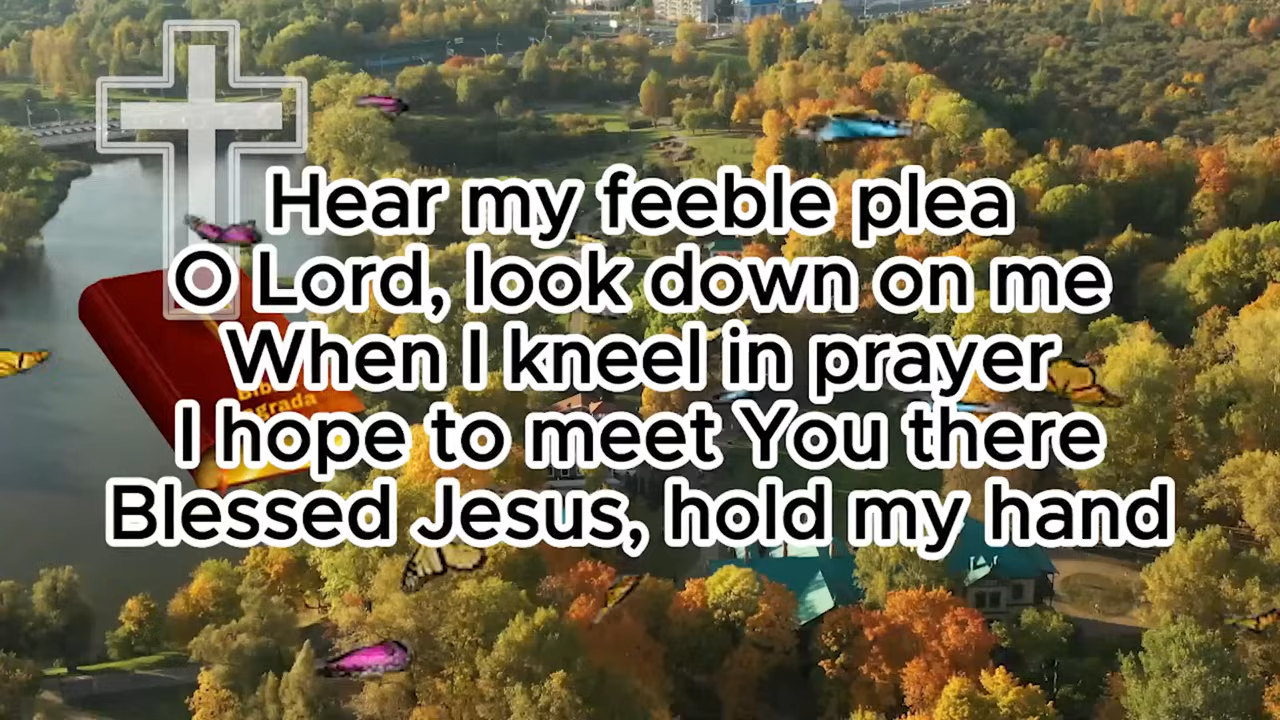 Hear my feeble plea
O Lord, look down on me
When I kneel in prayer
I hope to meet You there
Blessed Jesus, hold my hand